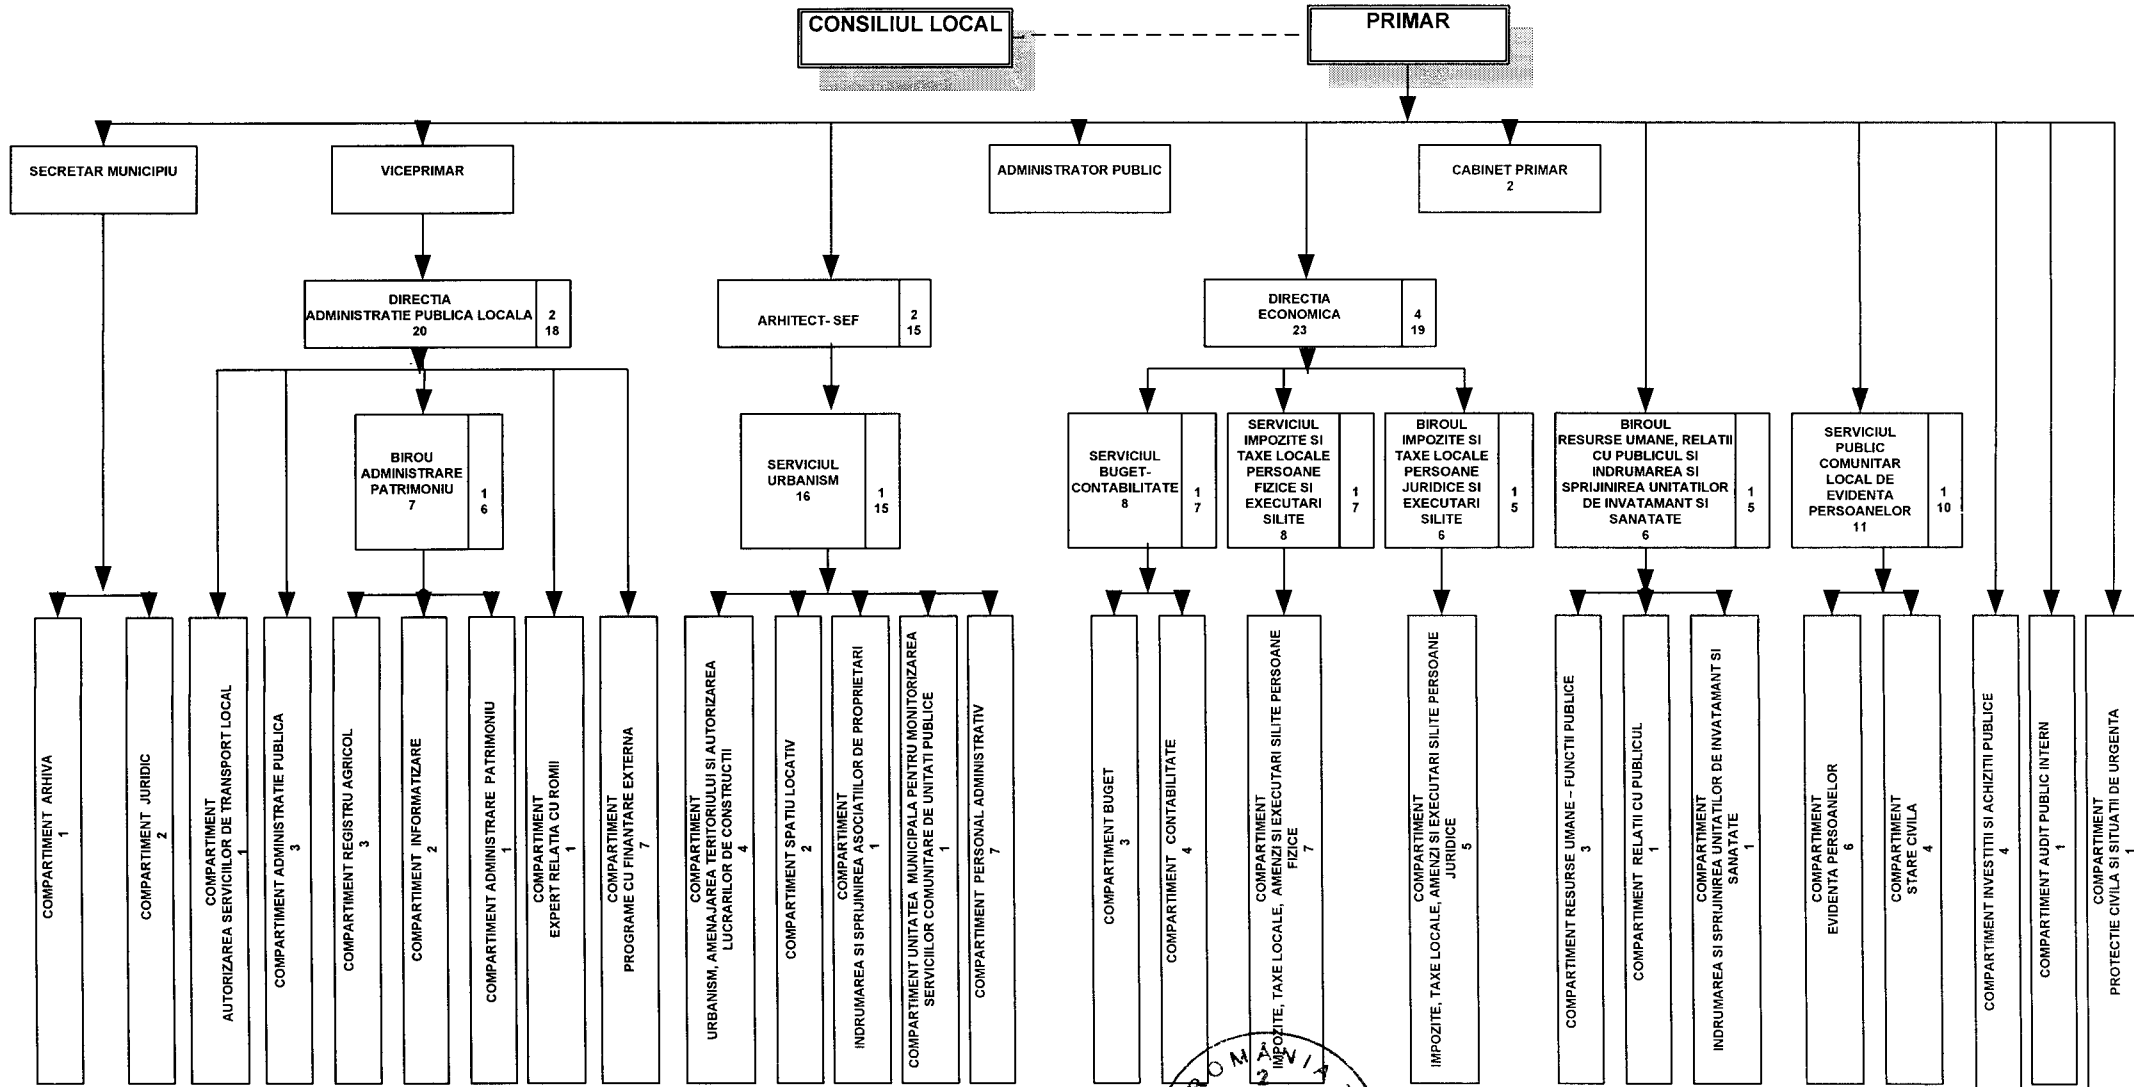 CONSILIUL LOCAL
PRIMAR
SECRETAR MUNICIPIU
VICEPRIMAR
ADMINISTRATOR PUBLIC
CABINET PRIMAR
2
DIRECTIA
ADMINISTRATIE PUBLICA LOCALA
20
2
18
ARHITECT- SEF
2
15
DIRECTIA
ECONOMICA
23
4
19
BIROU
ADMINISTRARE
PATRIMONIU
7
1
6
SERVICIUL
URBANISM
16
1
15
SERVICIUL
BUGET-
CONTABILITATE
8
1
7
SERVICIUL
IMPOZITE SI
TAXE LOCALE
PERSOANE
FIZICE SI
EXECUTARI
SILITE
8
1
7
BIROUL
IMPOZITE SI
TAXE LOCALE
PERSOANE
JURIDICE SI
EXECUTARI
SILITE
6
1
5
BIROUL
RESURSE UMANE, RELATII
CU PUBLICUL SI
INDRUMAREA SI
SPRIJINIREA UNITATILOR
DE INVATAMANT SI
SANATATE
6
1
5
SERVICIUL
PUBLIC
COMUNITAR
LOCAL DE
EVIDENTA
PERSOANELOR
11
1
10
COMPARTIMENT ARHIVA
1
COMPARTIMENT JURIDIC
2
COMPARTIMENT
AUTORIZAREA SERVICIILOR DE TRANSPORT LOCAL
1
COMPARTIMENT ADMINISTRATIE PUBLICA
3
COMPARTIMENT REGISTRU AGRICOL
3
COMPARTIMENT INFORMATIZARE
2
COMPARTIMENT ADMINISTRARE PATRIMONIU
1
COMPARTIMENT
EXPERT RELATIA CU ROMII
1
COMPARTIMENT
PROGRAME CU FINANTARE EXTERNA
7
COMPARTIMENT
URBANISM, AMENAJAREA TERITORIULUI SI AUTORIZAREA
LUCRARILOR DE CONSTRUCTII
4
COMPARTIMENT SPATIU LOCATIV
2
COMPARTIMENT
INDRUMAREA SI SPRIJINIREA ASOCIATIILOR DE PROPRIETARI
1
COMPARTIMENT UNITATEA MUNICIPALA PENTRU MONITORIZAREA
SERVICIILOR COMUNITARE DE UNITATI PUBLICE
1
COMPARTIMENT PERSONAL ADMINISTRATIV
7
COMPARTIMENT BUGET
3
COMPARTIMENT CONTABILITATE
4
COMPARTIMENT
IMPOZITE, TAXE LOCALE, AMENZI SI EXECUTARI SILITE PERSOANE
FIZICE
7
COMPARTIMENT
IMPOZITE, TAXE LOCALE, AMENZI SI EXECUTARI SILITE PERSOANE
JURIDICE
5
COMPARTIMENT RESURSE UMANE – FUNCTII PUBLICE
3
COMPARTIMENT RELATII CU PUBLICUL
1
COMPARTIMENT
INDRUMAREA SI SPRIJINIREA UNITATILOR DE INVATAMANT SI
SANATATE
1
COMPARTIMENT
EVIDENTA PERSOANELOR
6
COMPARTIMENT
STARE CIVILA
4
COMPARTIMENT INVESTITII SI ACHIZITII PUBLICE
4
COMPARTIMENT AUDIT PUBLIC INTERN
1
COMPARTIMENT
PROTECTIE CIVILA SI SITUATII DE URGENTA
1
ROMÂNIA
2